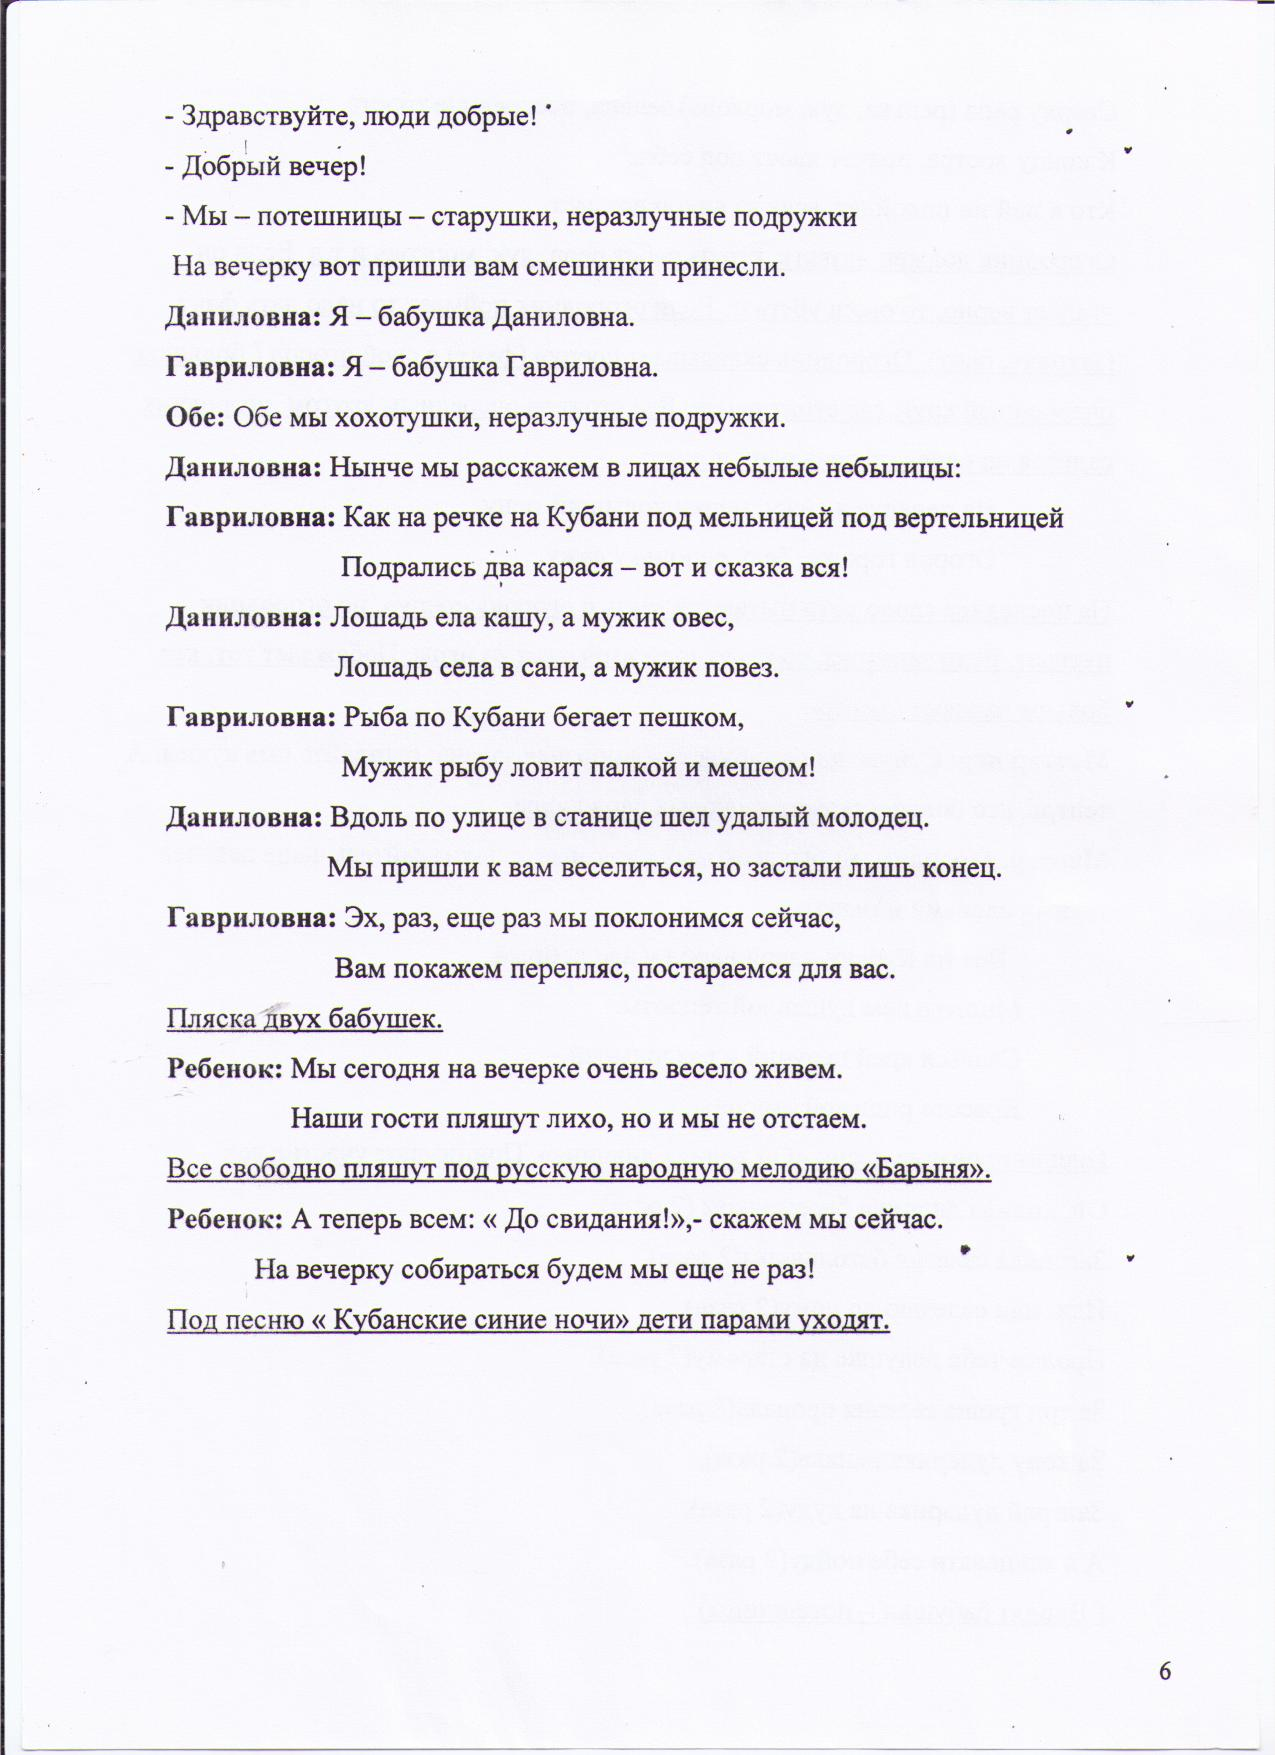 - Здравствуйте, люди добрые!
- Добрый вечер!
- Мы – потешницы – старушки, неразлучные подружки
На вечерку вот пришли вам смешинки принесли.
Даниловна: Я – бабушка Даниловна.
Гавриловна: Я – бабушка Гавриловна.
Обе: Обе мы хохотушки, неразлучные подружки.
Даниловна: Нынче мы расскажем в лицах небылые небылицы:
Гавриловна: Как на речке на Кубани под мельницей под вертельницей
Подрались два карася – вот и сказка вся!
Даниловна: Лошадь ела кашу, а мужик овес,
Лошадь села в сани, а мужик повез.
Гавриловна: Рыба по Кубани бегает пешком,
Мужик рыбу ловит палкой и мешеом!
Даниловна: Вдоль по улице в станице шел удалый молодец.
Мы пришли к вам веселиться, но застали лишь конец.
Гавриловна: Эх, раз, еще раз мы поклонимся сейчас,
Вам покажем перепляс, постараемся для вас.
Пляска двух бабушек.
Ребенок: Мы сегодня на вечерке очень весело живем.
Наши гости пляшут лихо, но и мы не отстаем.
Все свободно пляшут под русскую народную мелодию «Барыня».
Ребенок: А теперь всем: « До свидания!»,- скажем мы сейчас.
На вечерку собираться будем мы еще не раз!
Под песню « Кубанские синие ночи» дети парами уходят.
6